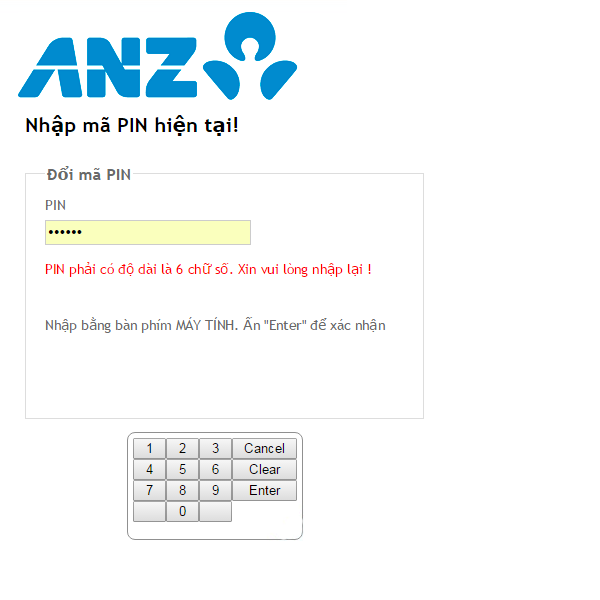 ANZ
Nhập mã PIN hiện tại!
Đổi mã PIN
PIN
••••••
PIN phải có độ dài là 6 chữ số. Xin vui lòng nhập lại !
Nhập bằng bàn phím MÁY TÍNH. Ấn "Enter" để xác nhận
1 2 3 Cancel
4 5 6 Clear
7 8 9 Enter
0